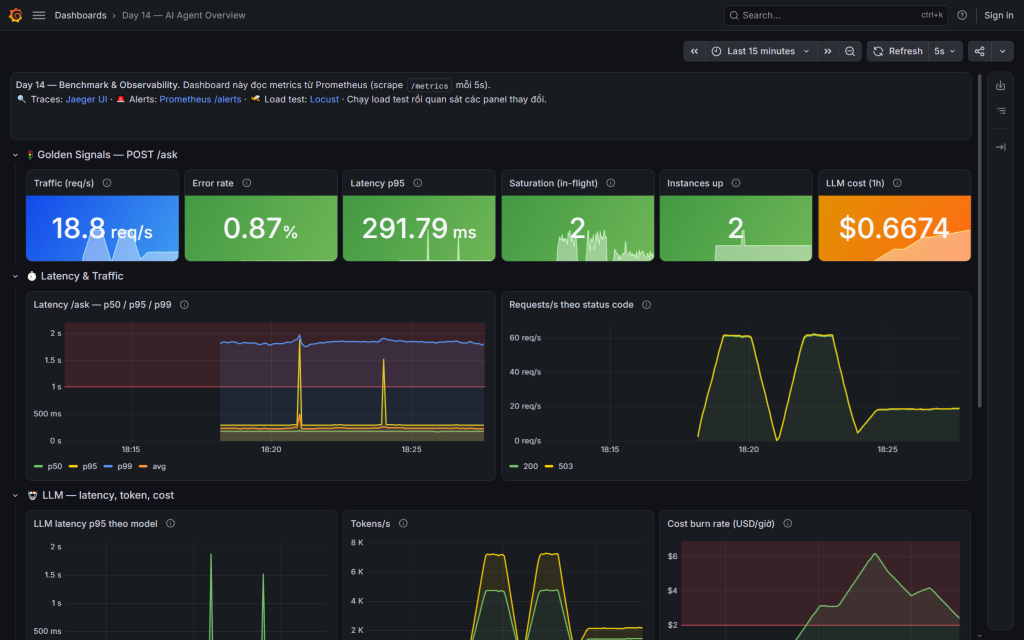 Dashboards › Day 14 — AI Agent Overview
Search... ctrl+k
Sign in
Last 15 minutes
Refresh 5s
Day 14 — Benchmark & Observability. Dashboard này đọc metrics từ Prometheus (scrape /metrics mỗi 5s).
🔍 Traces: Jaeger UI · 🚨 Alerts: Prometheus /alerts · Load test: Locust · Chạy load test rồi quan sát các panel thay đổi.
🚦 Golden Signals — POST /ask
Traffic (req/s)
18.8 req/s
Error rate
0.87%
Latency p95
291.79 ms
Saturation (in-flight)
2
Instances up
2
LLM cost (1h)
$0.6674
⏱ Latency & Traffic
Latency /ask — p50 / p95 / p99
2 s
1.5 s
1 s
500 ms
0 s
18:15 18:20 18:25
p50 p95 p99 avg
Requests/s theo status code
60 req/s
40 req/s
20 req/s
0 req/s
18:15 18:20 18:25
200 503
LLM — latency, token, cost
LLM latency p95 theo model
2 s
1.5 s
1 s
500 ms
Tokens/s
8 K
6 K
4 K
2 K
Cost burn rate (USD/giờ)
$6
$4
$2